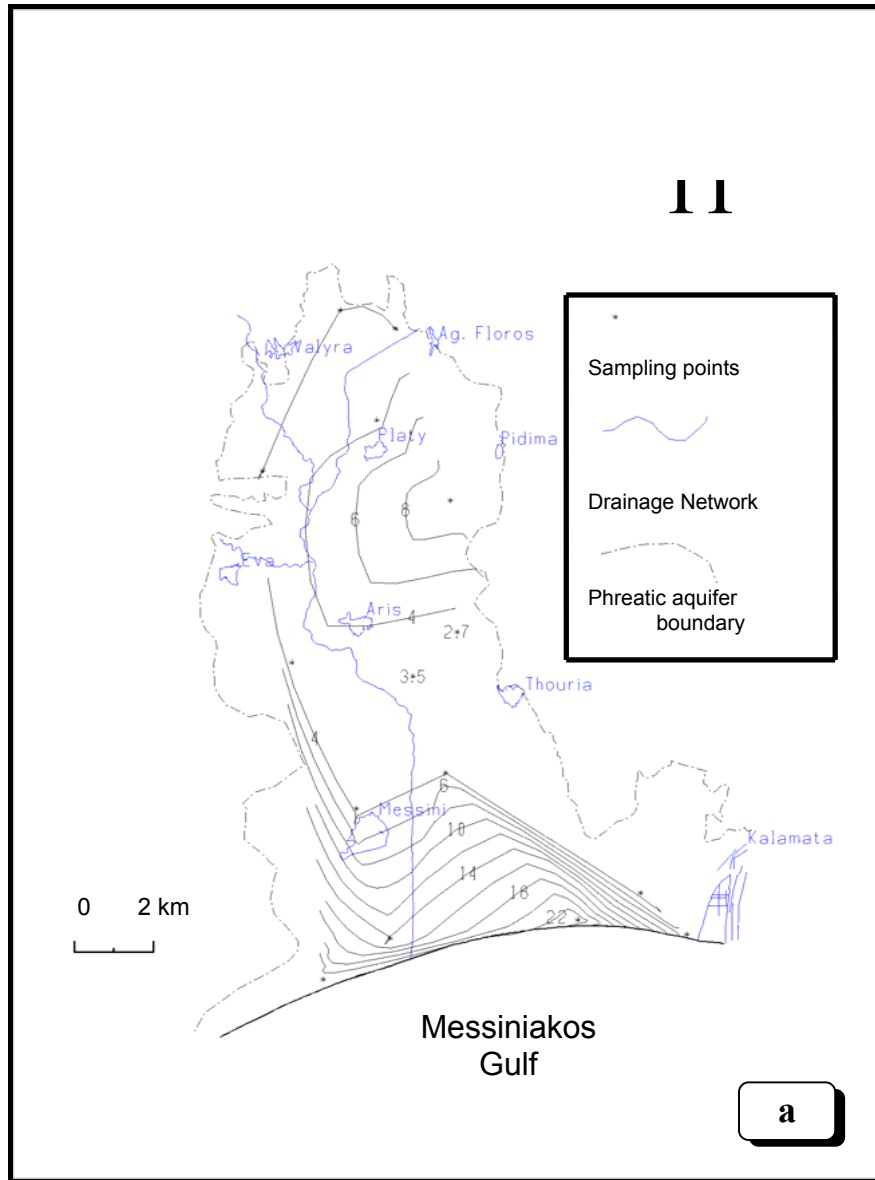 Ag. Floros
Valyra
Sampling points
Platy
Pidima
Drainage Network
8
6
Eva
Phreatic aquifer
boundary
Aris
4
2.7
3.5
Thouria
4
6
Messini
10
Kalamata
14
18
22
0 2 km
Messiniakos
Gulf
a